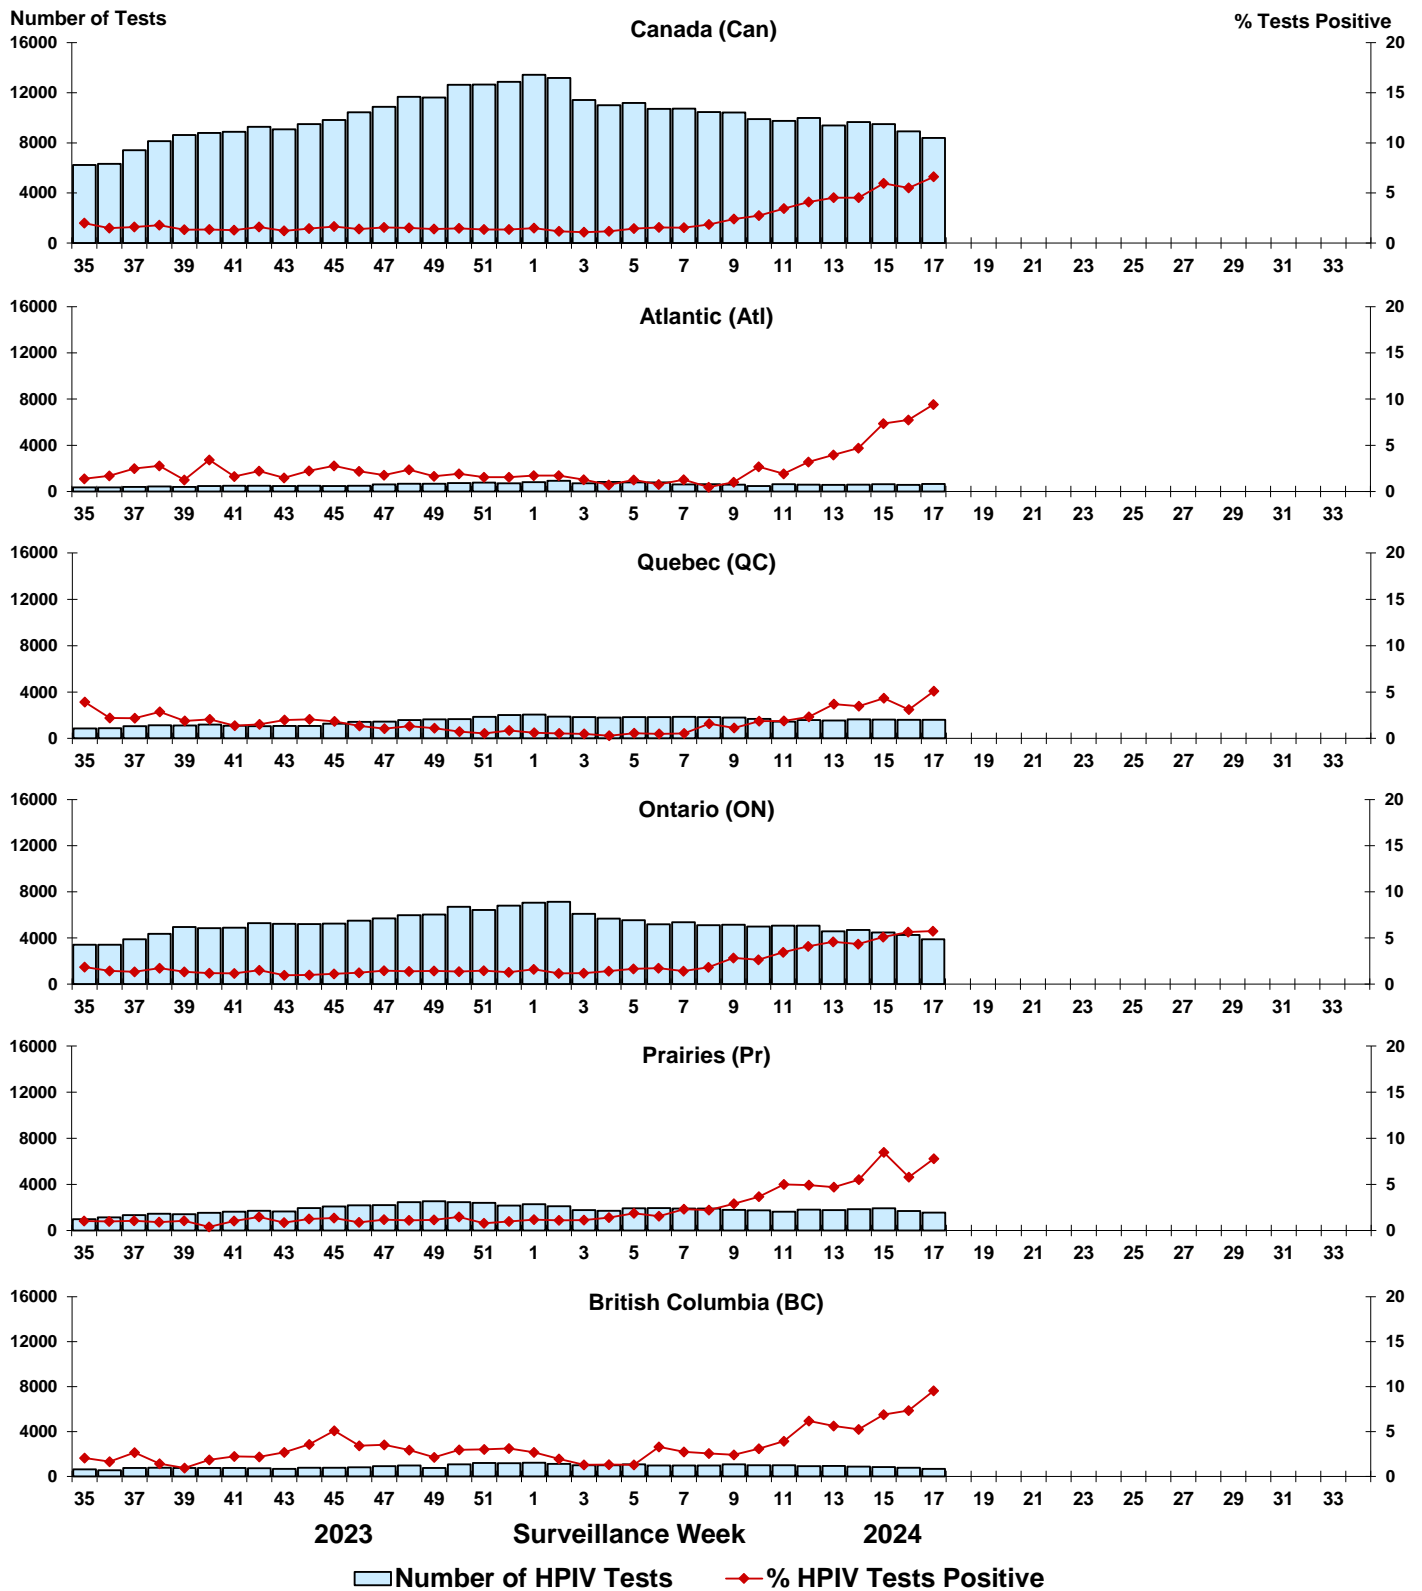 Number of Tests
% Tests Positive
Canada (Can)
16000 20
12000 15
8000 10
4000 5
0 0
35 37 39 41 43 45 47 49 51 1 3 5 7 9 11 13 15 17 19 21 23 25 27 29 31 33
Atlantic (Atl)
16000 20
12000 15
8000 10
4000 5
0 0
35 37 39 41 43 45 47 49 51 1 3 5 7 9 11 13 15 17 19 21 23 25 27 29 31 33
Quebec (QC)
16000 20
12000 15
8000 10
4000 5
0 0
35 37 39 41 43 45 47 49 51 1 3 5 7 9 11 13 15 17 19 21 23 25 27 29 31 33
Ontario (ON)
16000 20
12000 15
8000 10
4000 5
0 0
35 37 39 41 43 45 47 49 51 1 3 5 7 9 11 13 15 17 19 21 23 25 27 29 31 33
Prairies (Pr)
16000 20
12000 15
8000 10
4000 5
0 0
35 37 39 41 43 45 47 49 51 1 3 5 7 9 11 13 15 17 19 21 23 25 27 29 31 33
British Columbia (BC)
16000 20
12000 15
8000 10
4000 5
0 0
35 37 39 41 43 45 47 49 51 1 3 5 7 9 11 13 15 17 19 21 23 25 27 29 31 33
2023 Surveillance Week 2024
Number of HPIV Tests % HPIV Tests Positive